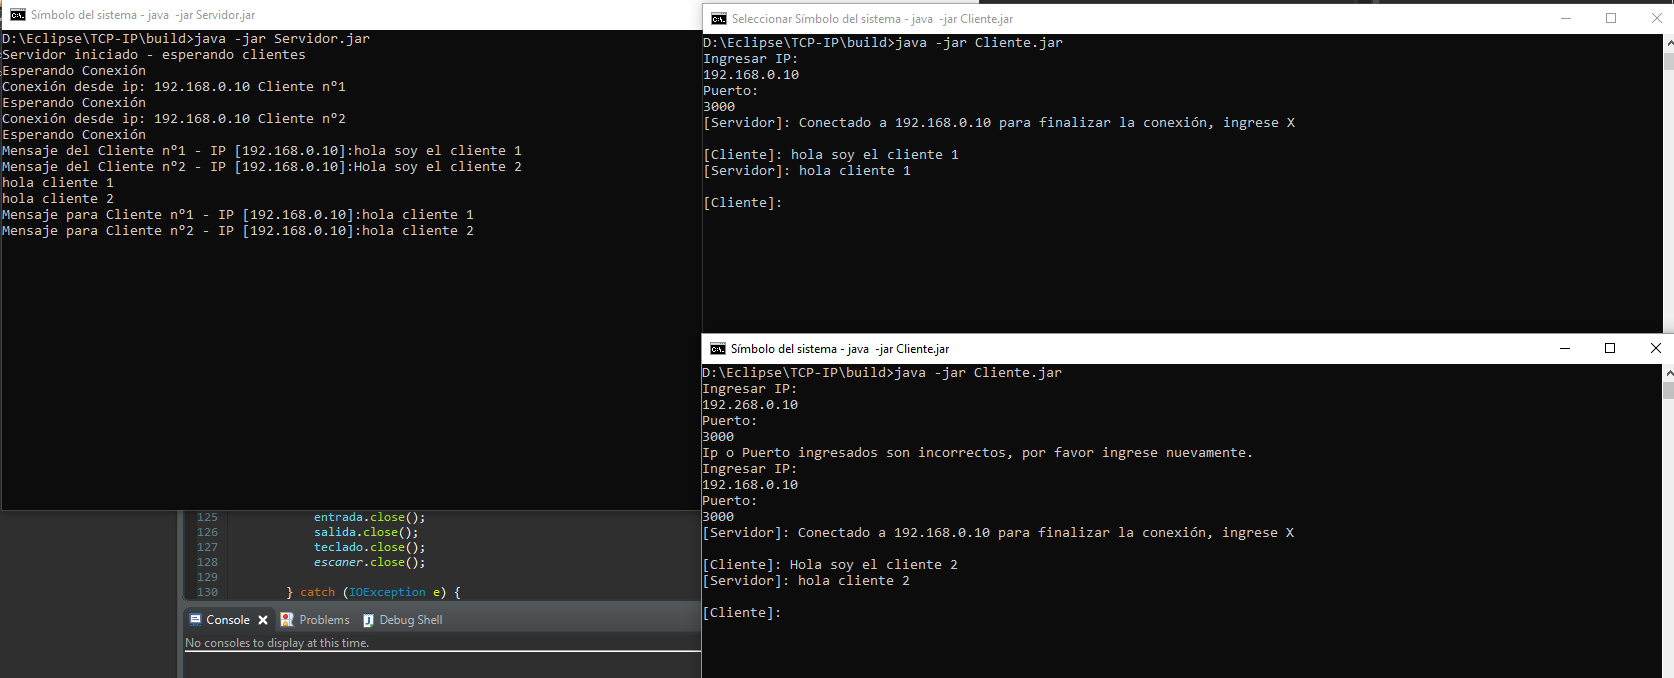 Símbolo del sistema - java  -jar Servidor.jar
D:\Eclipse\TCP-IP\build>java -jar Servidor.jar
Servidor iniciado - esperando clientes
Esperando Conexión
Conexión desde ip: 192.168.0.10 Cliente nº1
Esperando Conexión
Conexión desde ip: 192.168.0.10 Cliente nº2
Esperando Conexión
Mensaje del Cliente nº1 - IP [192.168.0.10]:hola soy el cliente 1
Mensaje del Cliente nº2 - IP [192.168.0.10]:Hola soy el cliente 2
hola cliente 1
hola cliente 2
Mensaje para Cliente nº1 - IP [192.168.0.10]:hola cliente 1
Mensaje para Cliente nº2 - IP [192.168.0.10]:hola cliente 2
Seleccionar Símbolo del sistema - java  -jar Cliente.jar
D:\Eclipse\TCP-IP\build>java -jar Cliente.jar
Ingresar IP:
192.168.0.10
Puerto:
3000
[Servidor]: Conectado a 192.168.0.10 para finalizar la conexión, ingrese X
[Cliente]: hola soy el cliente 1
[Servidor]: hola cliente 1
[Cliente]:
Símbolo del sistema - java  -jar Cliente.jar
D:\Eclipse\TCP-IP\build>java -jar Cliente.jar
Ingresar IP:
192.268.0.10
Puerto:
3000
Ip o Puerto ingresados son incorrectos, por favor ingrese nuevamente.
Ingresar IP:
192.168.0.10
Puerto:
3000
[Servidor]: Conectado a 192.168.0.10 para finalizar la conexión, ingrese X
[Cliente]: Hola soy el cliente 2
[Servidor]: hola cliente 2
[Cliente]:
125 entrada.close();
126 salida.close();
127 teclado.close();
128 escaner.close();
129
130 } catch (IOException e) {
Console Problems Debug Shell
No consoles to display at this time.